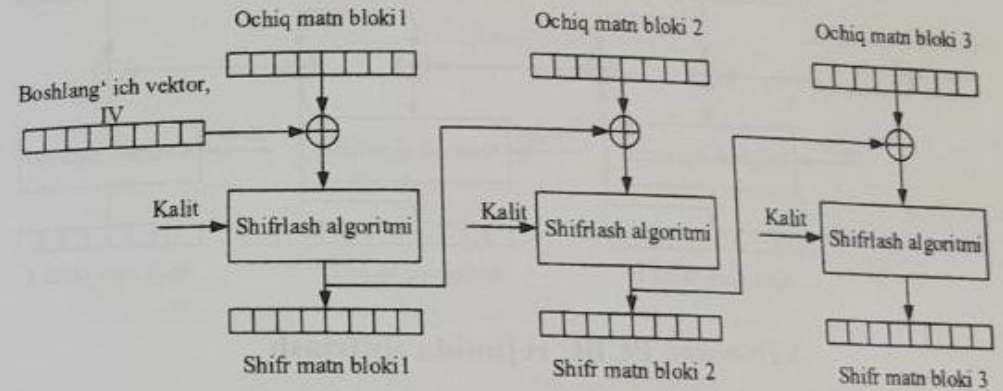 Ochiq matn bloki 1
Ochiq matn bloki 2
Ochiq matn bloki 3
Boshlang‘ ich vektor,
IV
Kalit
Shifrlash algoritmi
Kalit
Shifrlash algoritmi
Kalit
Shifrlash algoritmi
Shifr matn bloki 1
Shifr matn bloki 2
Shifr matn bloki 3